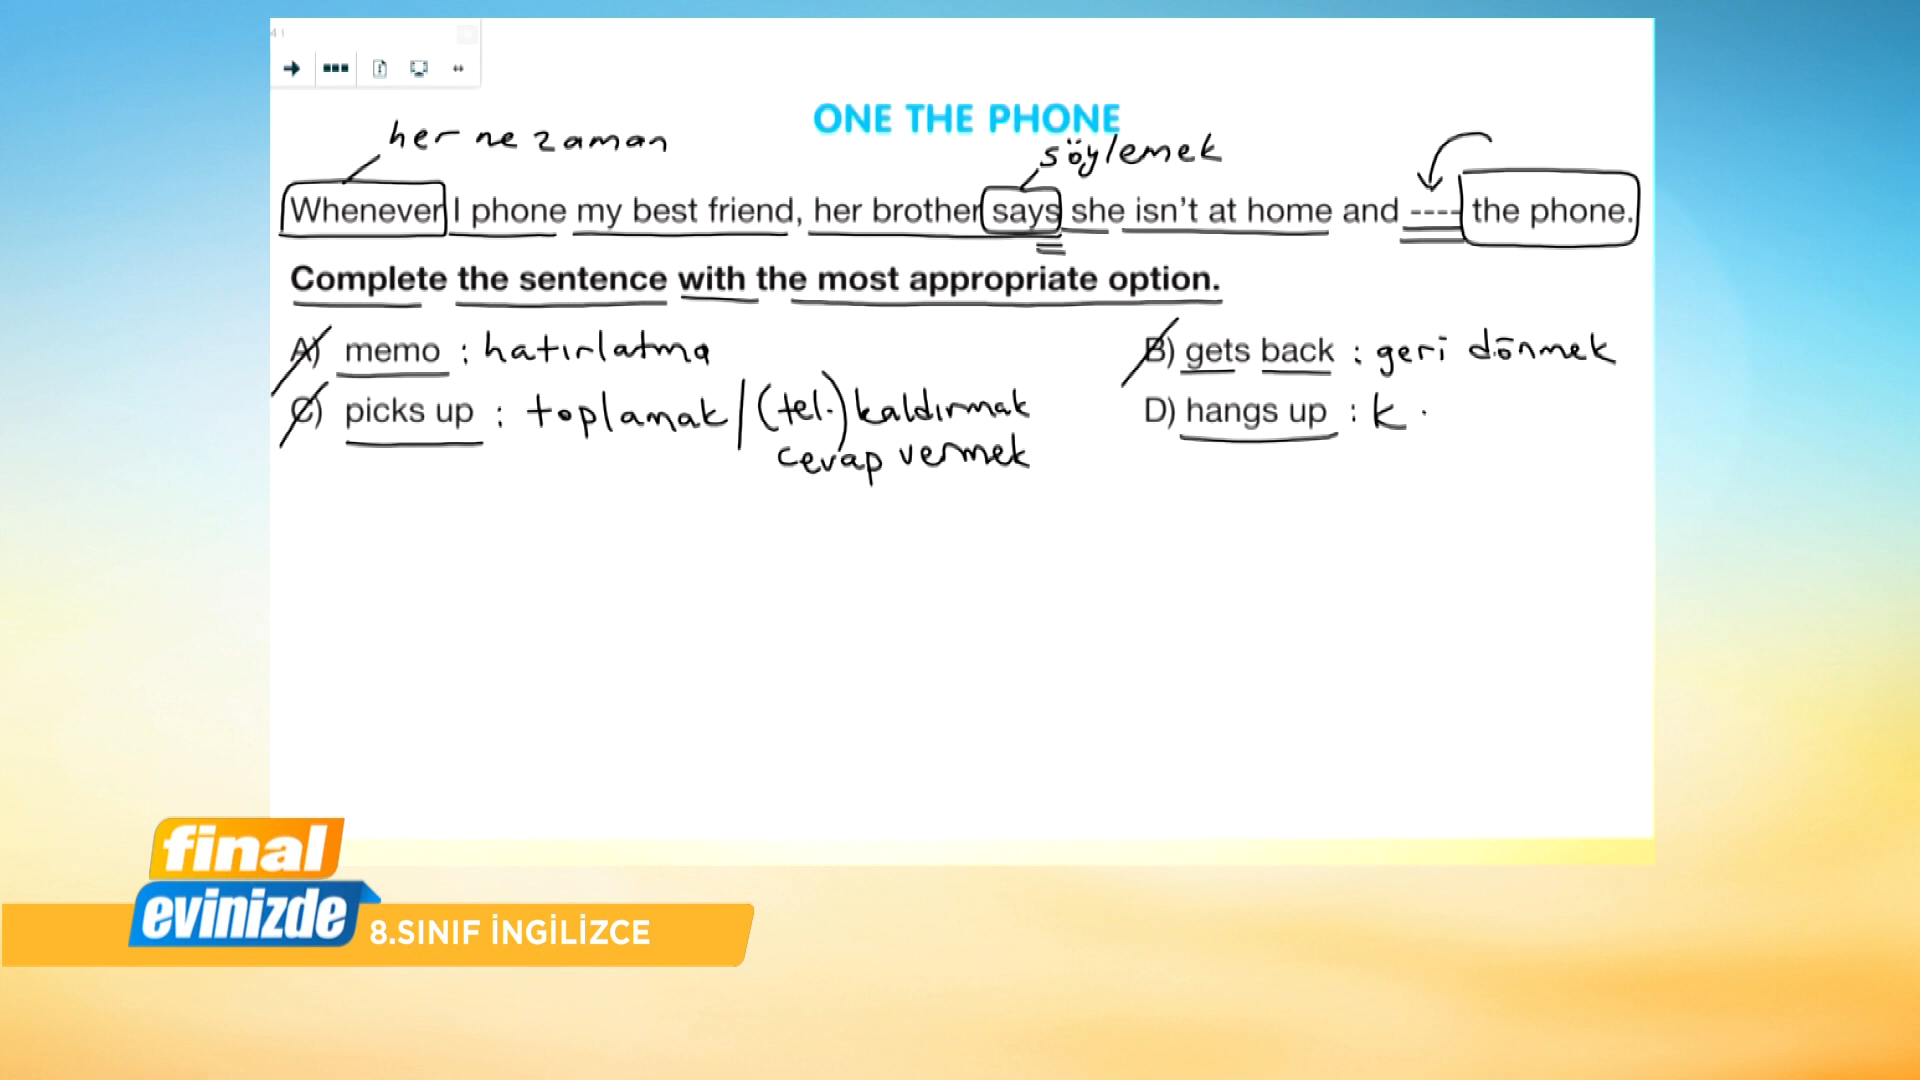 ONE THE PHONE
her ne zaman
söylemek
Whenever I phone my best friend, her brother says she isn't at home and ---- the phone.
Complete the sentence with the most appropriate option.
A) memo : hatırlatma
B) gets back : geri dönmek
C) picks up : toplamak / (tel.) kaldırmak
cevap vermek
D) hangs up : k
final
evinizde
8.SINIF İNGİLİZCE